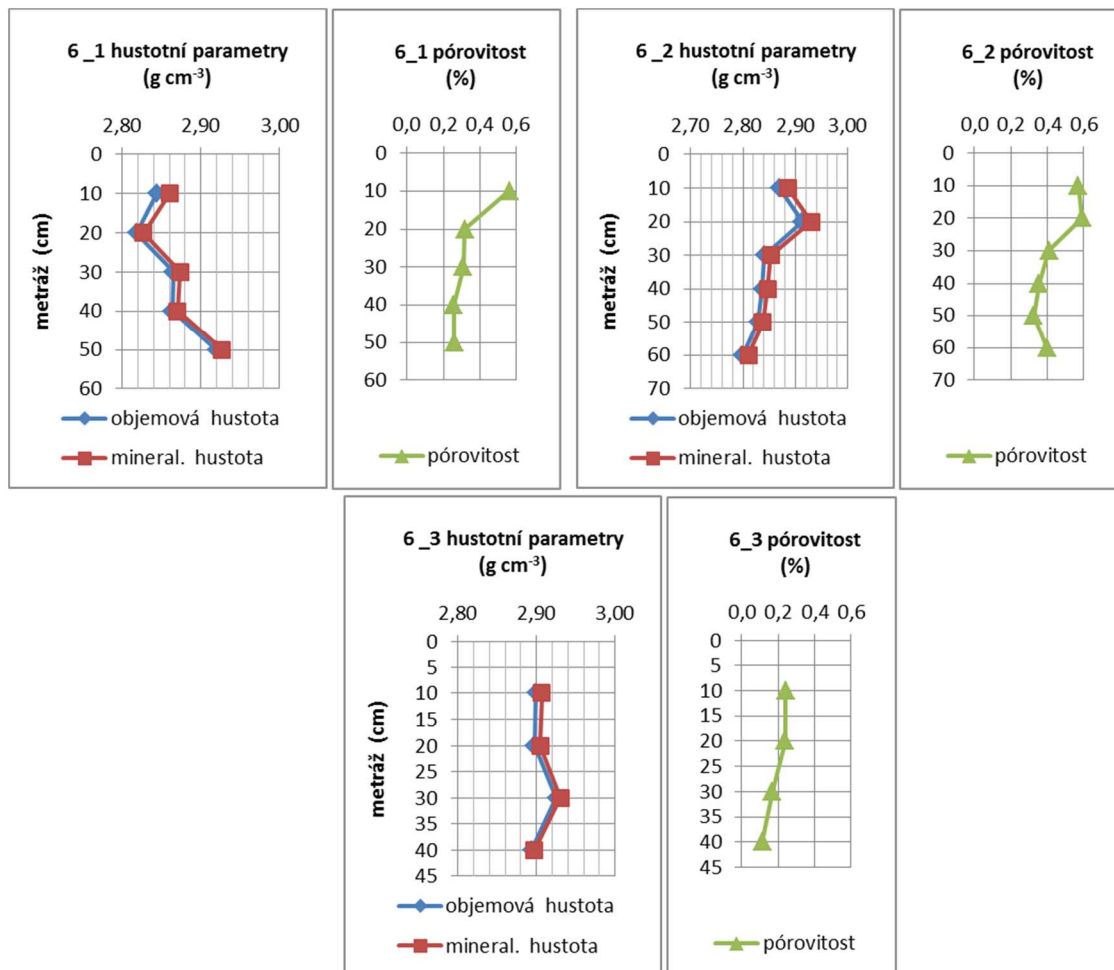 6 _1 hustotní parametry
(g cm-3)
2,80 2,90 3,00
0
10
20
30
40
50
60
metráž (cm)
objemová hustota
mineral. hustota
6_1 pórovitost
(%)
0,0 0,2 0,4 0,6
0
10
20
30
40
50
60
pórovitost
6 _2 hustotní parametry
(g cm-3)
2,70 2,80 2,90 3,00
0
10
20
30
40
50
60
70
metráž (cm)
objemová hustota
mineral. hustota
6_2 pórovitost
(%)
0,0 0,2 0,4 0,6
0
10
20
30
40
50
60
70
pórovitost
6 _3 hustotní parametry
(g cm-3)
2,80 2,90 3,00
0
5
10
15
20
25
30
35
40
45
metráž (cm)
objemová hustota
mineral. hustota
6_3 pórovitost
(%)
0,0 0,2 0,4 0,6
0
5
10
15
20
25
30
35
40
45
pórovitost